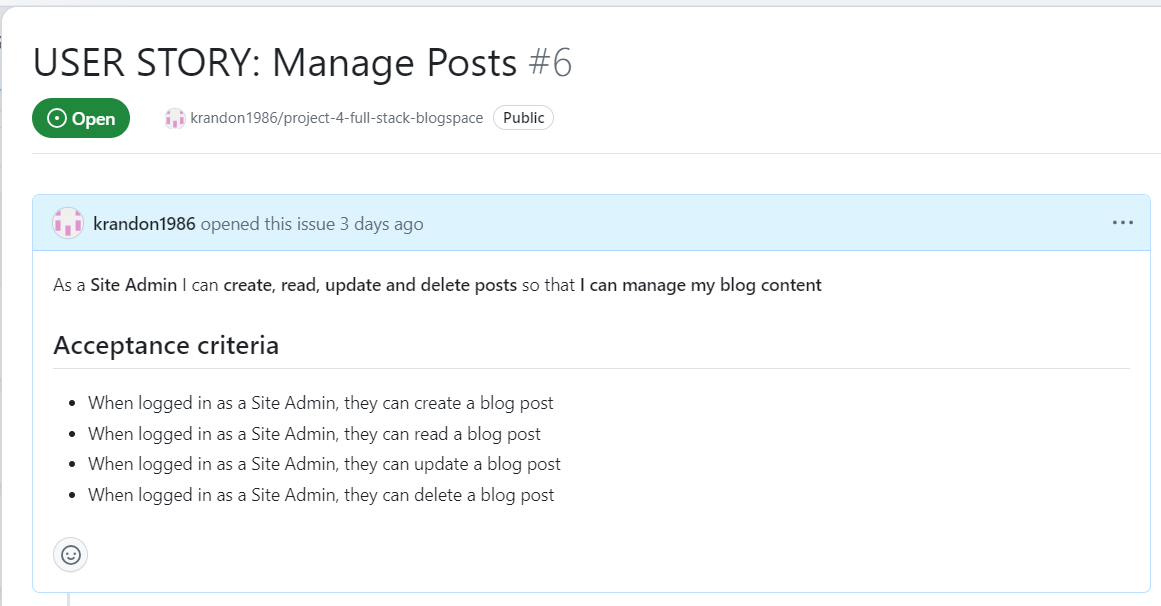 USER STORY: Manage Posts #6
Open krandon1986/project-4-full-stack-blogspace Public
krandon1986 opened this issue 3 days ago
As a Site Admin I can create, read, update and delete posts so that I can manage my blog content
Acceptance criteria
• When logged in as a Site Admin, they can create a blog post
• When logged in as a Site Admin, they can read a blog post
• When logged in as a Site Admin, they can update a blog post
• When logged in as a Site Admin, they can delete a blog post